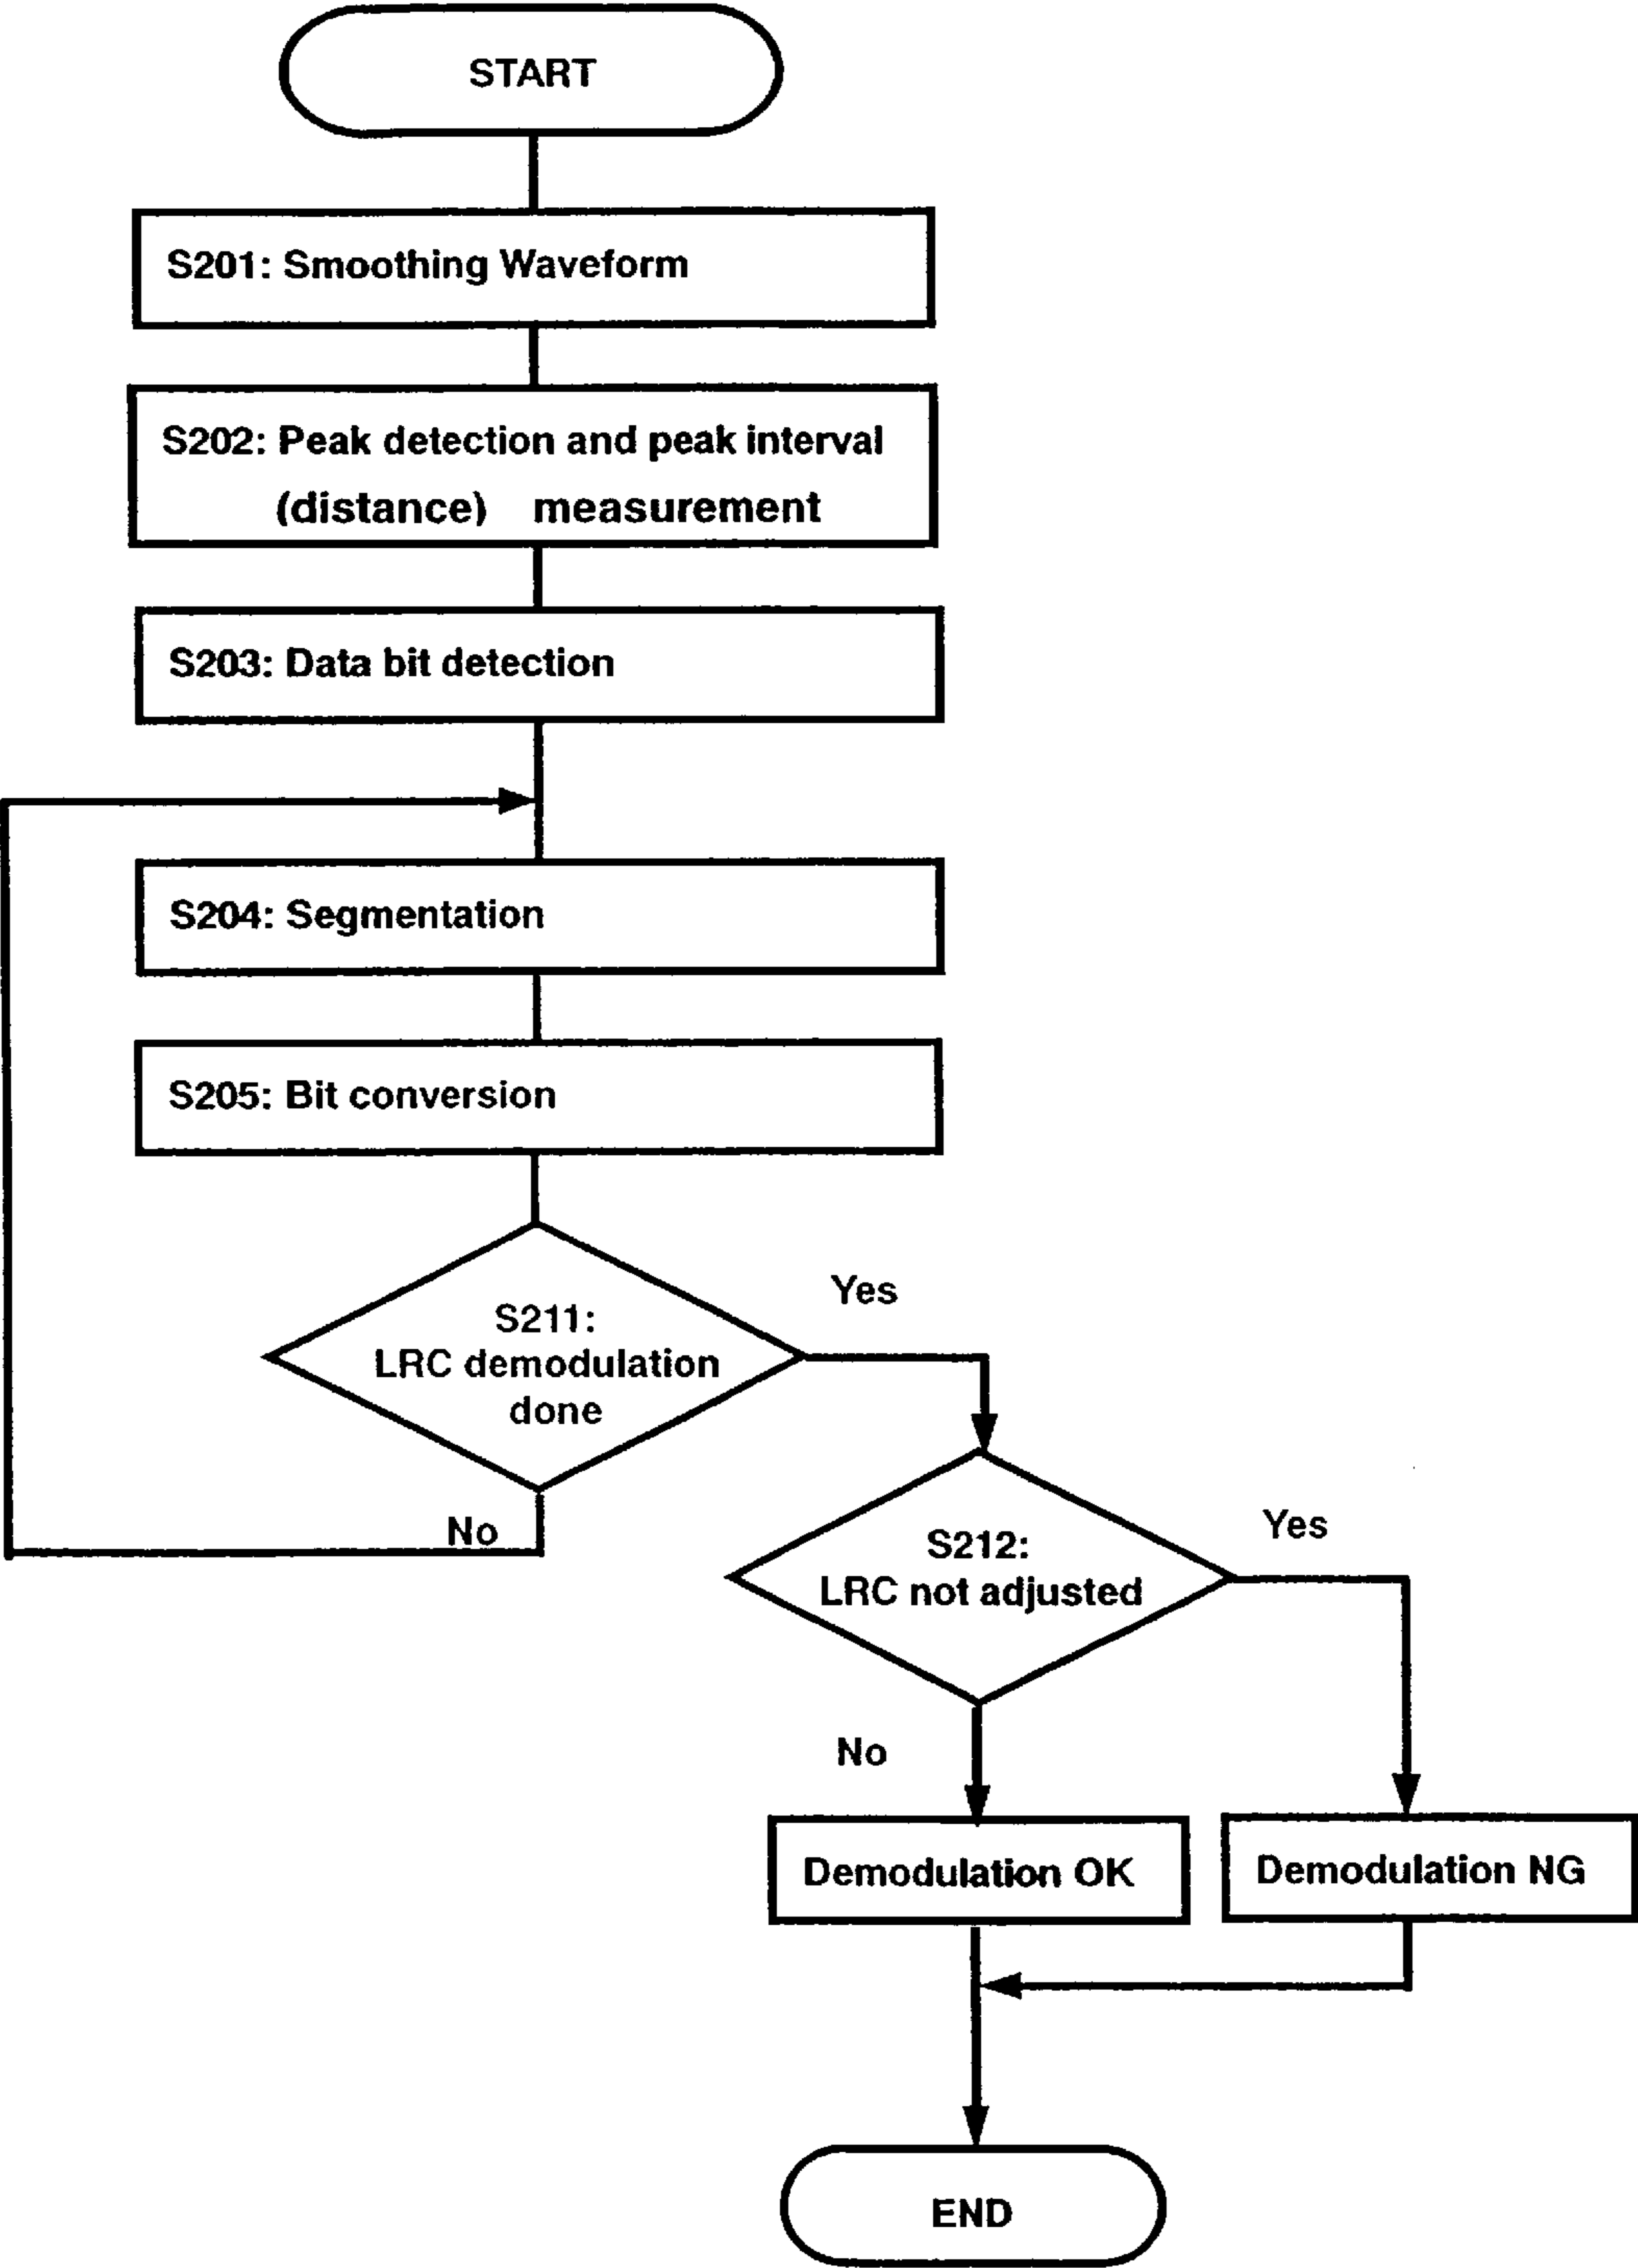 START
S201: Smoothing Waveform
S202: Peak detection and peak interval
(distance) measurement
S203: Data bit detection
S204: Segmentation
S205: Bit conversion
S211:
LRC demodulation
done
Yes
No
S212:
LRC not adjusted
Yes
No
Demodulation OK
Demodulation NG
END